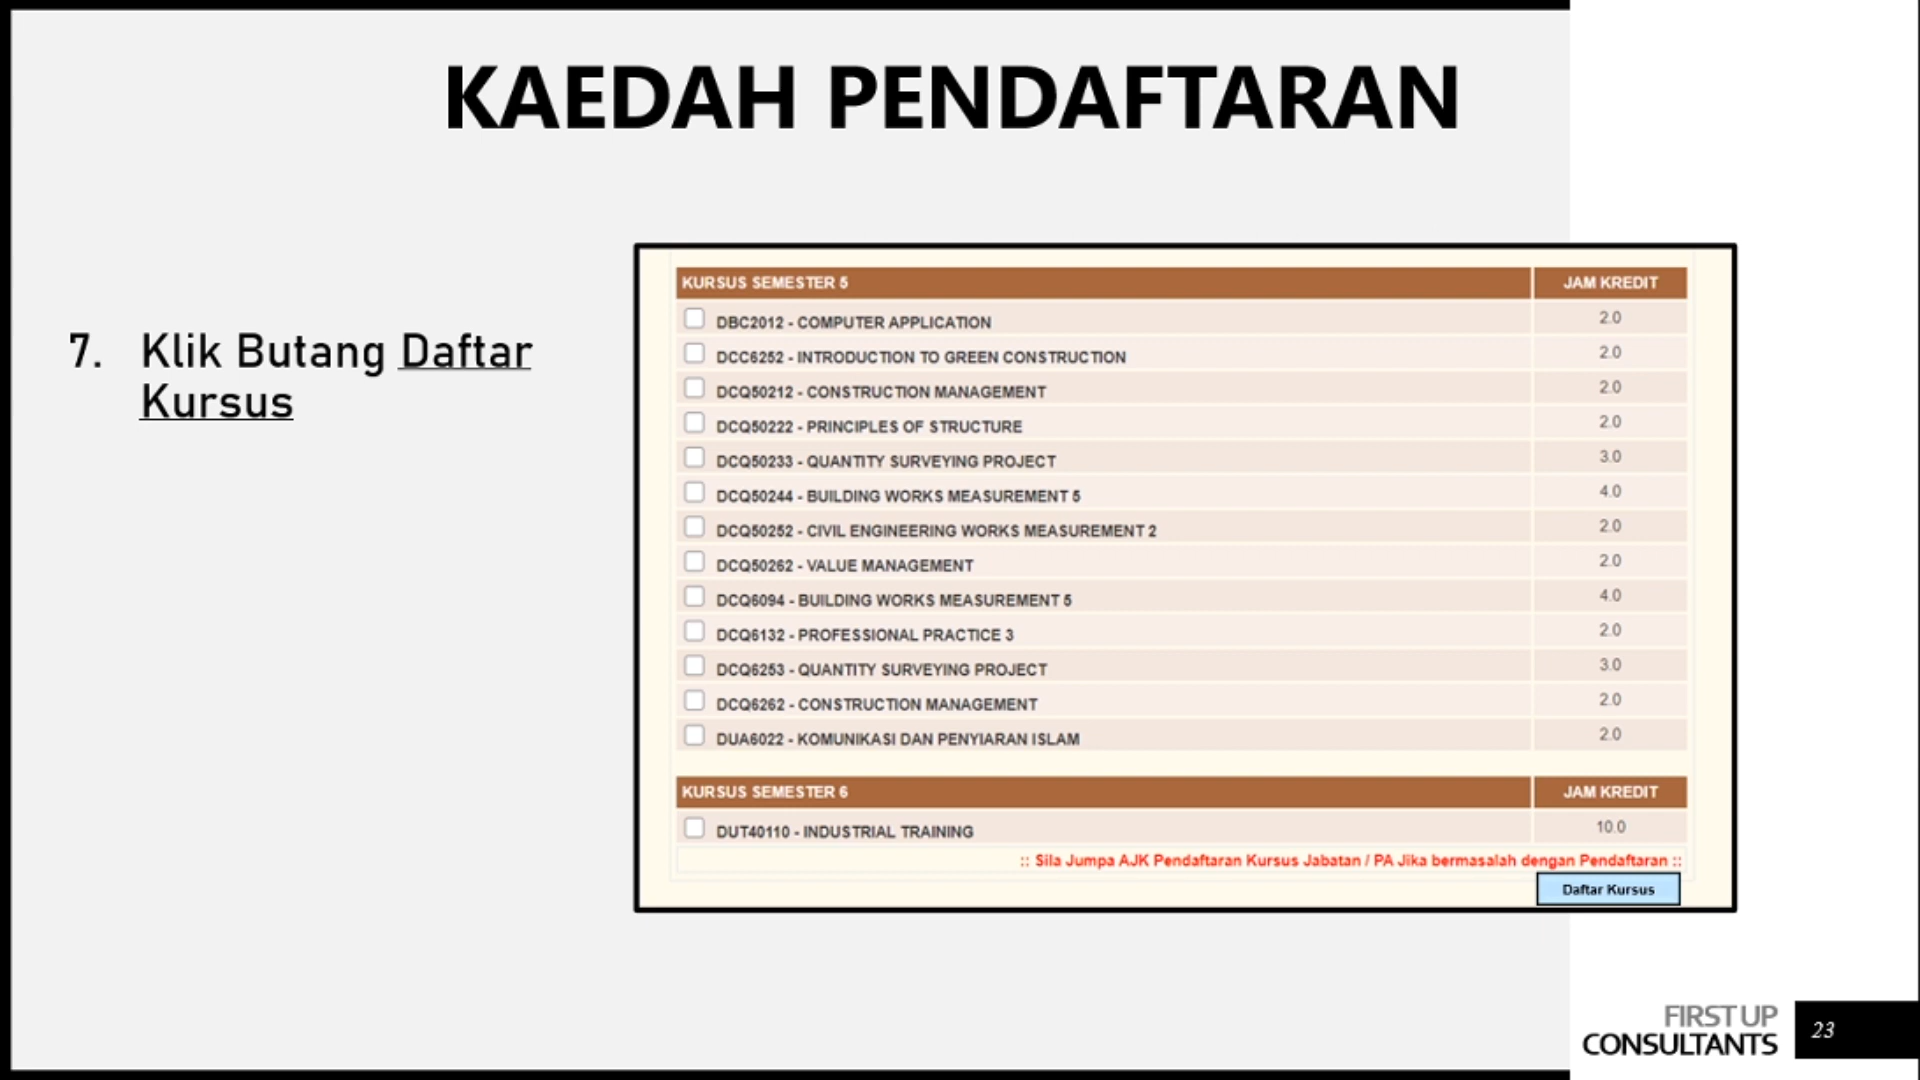 KAEDAH PENDAFTARAN
7. Klik Butang Daftar
Kursus
KURSUS SEMESTER 5 JAM KREDIT
DBC2012 - COMPUTER APPLICATION 2.0
DCC6252 - INTRODUCTION TO GREEN CONSTRUCTION 2.0
DCQ50212 - CONSTRUCTION MANAGEMENT 2.0
DCQ50222 - PRINCIPLES OF STRUCTURE 2.0
DCQ50233 - QUANTITY SURVEYING PROJECT 3.0
DCQ50244 - BUILDING WORKS MEASUREMENT 5 4.0
DCQ50252 - CIVIL ENGINEERING WORKS MEASUREMENT 2 2.0
DCQ50262 - VALUE MANAGEMENT 2.0
DCQ6094 - BUILDING WORKS MEASUREMENT 5 4.0
DCQ6132 - PROFESSIONAL PRACTICE 3 2.0
DCQ6253 - QUANTITY SURVEYING PROJECT 3.0
DCQ6262 - CONSTRUCTION MANAGEMENT 2.0
DUA6022 - KOMUNIKASI DAN PENYIARAN ISLAM 2.0
KURSUS SEMESTER 6 JAM KREDIT
DUT40110 - INDUSTRIAL TRAINING 10.0
:: Sila Jumpa AJK Pendaftaran Kursus Jabatan / PA Jika bermasalah dengan Pendaftaran ::
Daftar Kursus
FIRST UP
CONSULTANTS
23